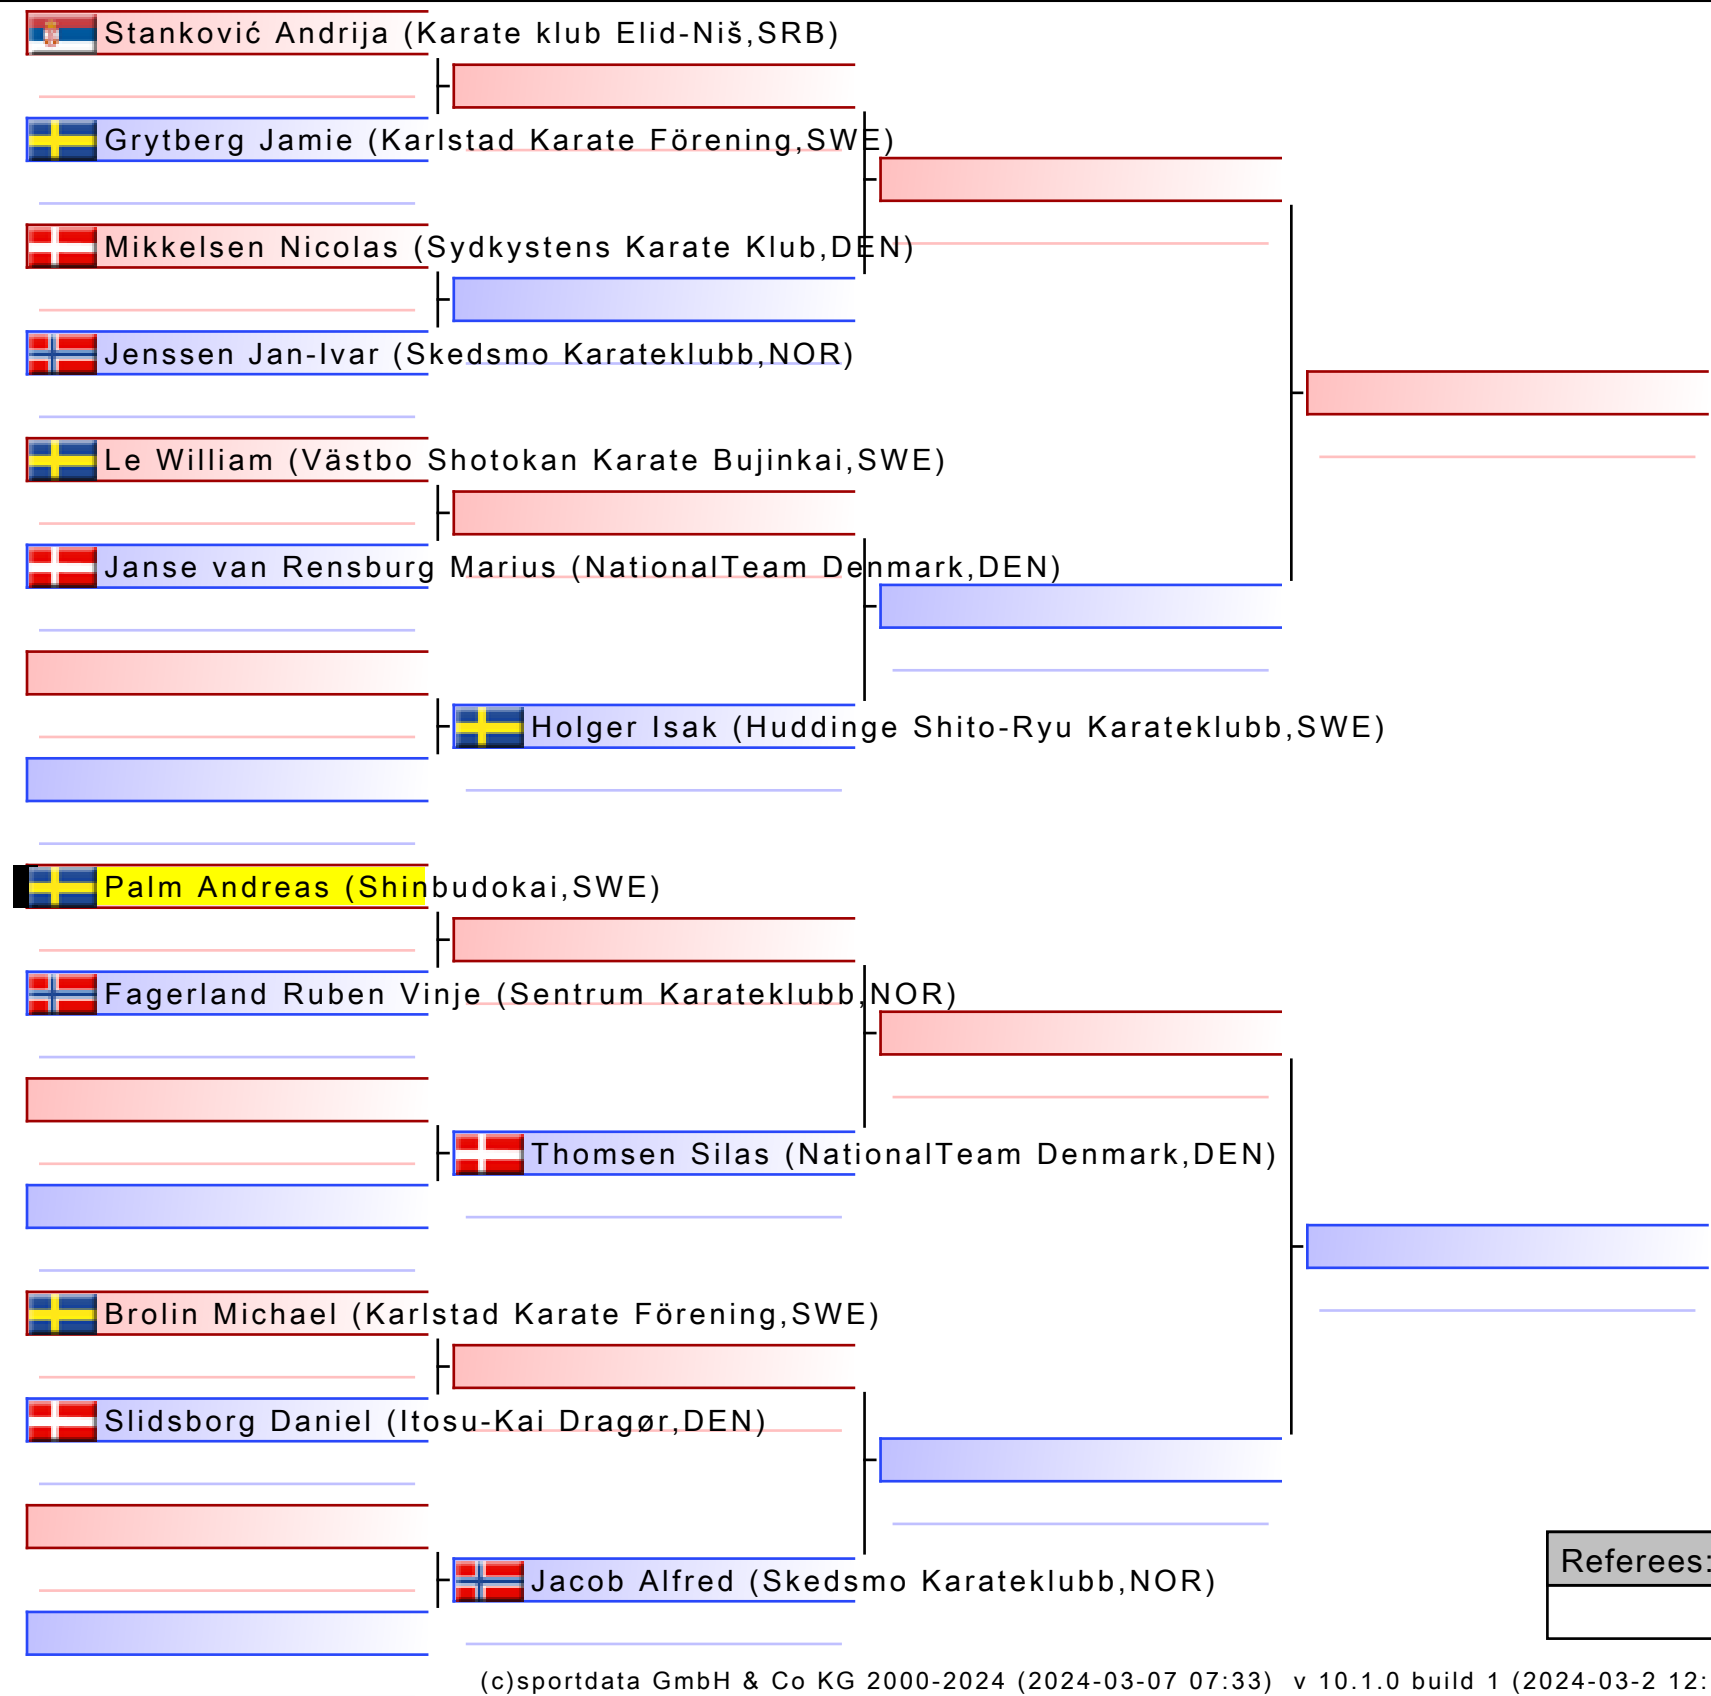 Stanković Andrija (Karate klub Elid-Niš,SRB)
Grytberg Jamie (Karlstad Karate Förening,SWE)
Mikkelsen Nicolas (Sydkystens Karate Klub,DEN)
Jenssen Jan-Ivar (Skedsmo Karateklubb,NOR)
Le William (Västbo Shotokan Karate Bujinkai,SWE)
Janse van Rensburg Marius (NationalTeam Denmark,DEN)
Holger Isak (Huddinge Shito-Ryu Karateklubb,SWE)
Palm Andreas (Shinbudokai,SWE)
Fagerland Ruben Vinje (Sentrum Karateklubb,NOR)
Thomsen Silas (NationalTeam Denmark,DEN)
Brolin Michael (Karlstad Karate Förening,SWE)
Slidsborg Daniel (Itosu-Kai Dragør,DEN)
Jacob Alfred (Skedsmo Karateklubb,NOR)
Referees:
(c)sportdata GmbH & Co KG 2000-2024 (2024-03-07 07:33) v 10.1.0 build 1 (2024-03-2 12: